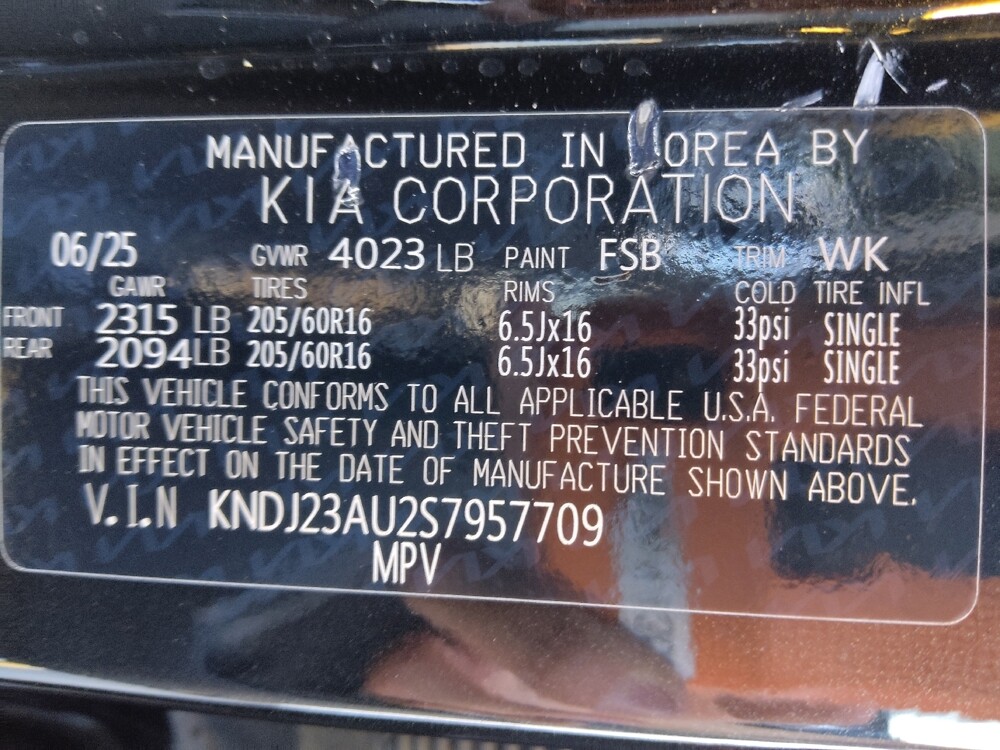 MANUFACTURED IN KOREA BY
KIA CORPORATION
06/25 GVWR 4023 LB PAINT FSB TRIM WK
GAWR TIRES RIMS COLD TIRE INFL
FRONT 2315 LB 205/60R16 6.5Jx16 33psi SINGLE
REAR 2094LB 205/60R16 6.5Jx16 33psi SINGLE
THIS VEHICLE CONFORMS TO ALL APPLICABLE U.S.A. FEDERAL
MOTOR VEHICLE SAFETY AND THEFT PREVENTION STANDARDS
IN EFFECT ON THE DATE OF MANUFACTURE SHOWN ABOVE.
V.I.N KNDJ23AU2S7957709
MPV